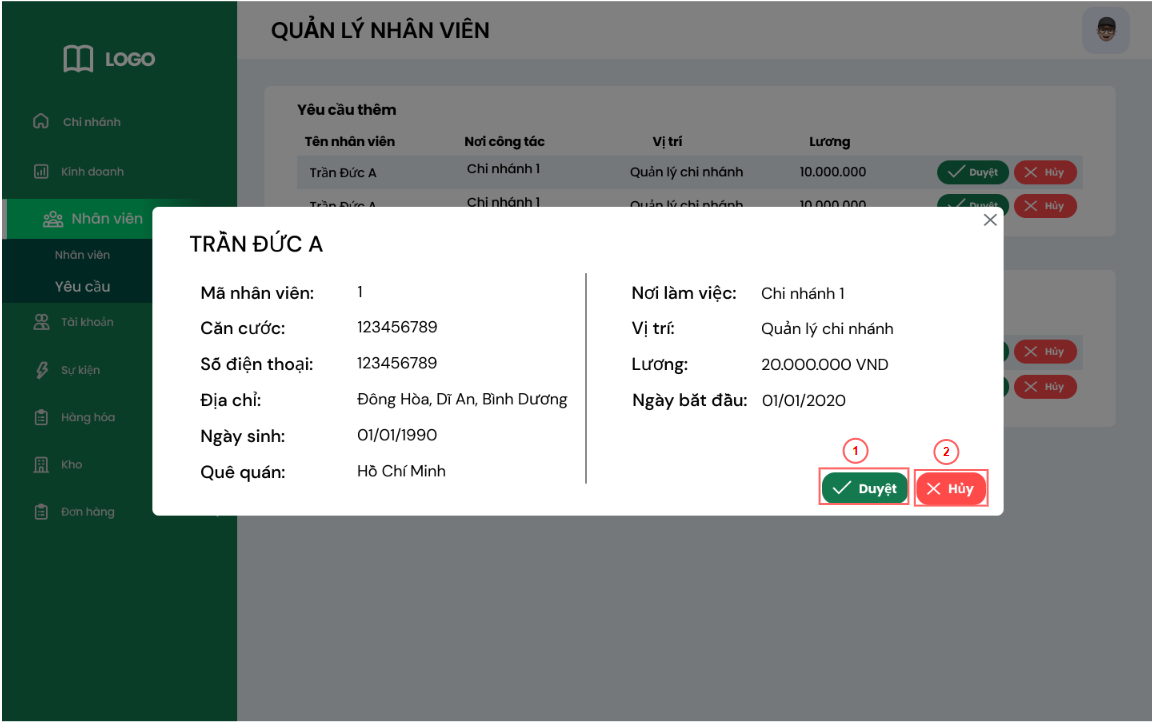 LOGO
Chi nhánh
Kinh doanh
Nhân viên
Nhân viên
Yêu cầu
Tài khoản
Sự kiện
Hàng hóa
Kho
Đơn hàng
QUẢN LÝ NHÂN VIÊN
Yêu cầu thêm
Tên nhân viên Nơi công tác Vị trí Lương
Trần Đức A Chi nhánh 1 Quản lý chi nhánh 10.000.000 Duyệt Hủy
Trần Đức A Chi nhánh 1 Quản lý chi nhánh 10.000.000 Duyệt Hủy
TRẦN ĐỨC A
Mã nhân viên: 1
Căn cước: 123456789
Số điện thoại: 123456789
Địa chỉ: Đông Hòa, Dĩ An, Bình Dương
Ngày sinh: 01/01/1990
Quê quán: Hồ Chí Minh
Nơi làm việc: Chi nhánh 1
Vị trí: Quản lý chi nhánh
Lương: 20.000.000 VND
Ngày bắt đầu: 01/01/2020
1 2
Duyệt Hủy
Hủy
Hủy